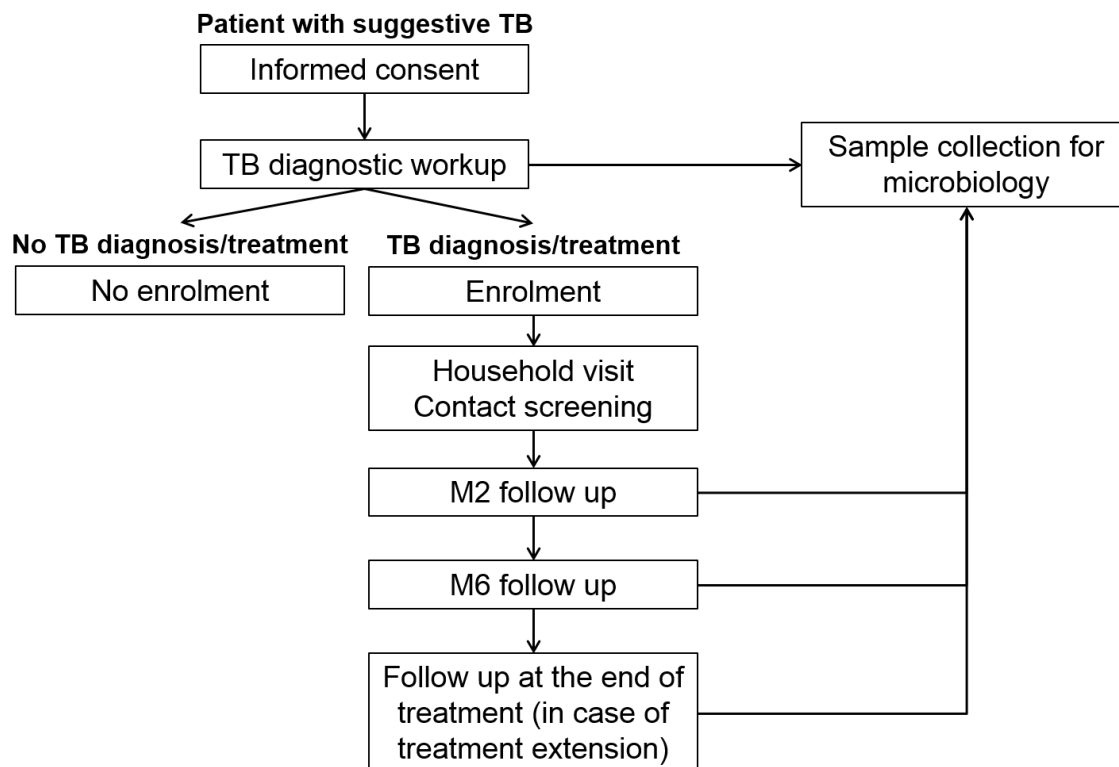 Patient with suggestive TB
Informed consent
TB diagnostic workup
Sample collection for
microbiology
No TB diagnosis/treatment
No enrolment
TB diagnosis/treatment
Enrolment
Household visit
Contact screening
M2 follow up
M6 follow up
Follow up at the end of
treatment (in case of
treatment extension)